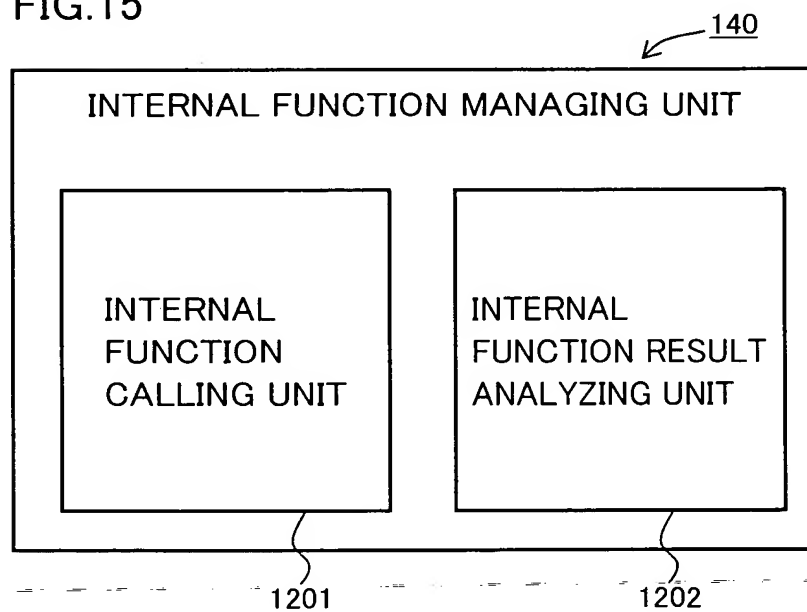 FIG.15
140
INTERNAL FUNCTION MANAGING UNIT
INTERNAL
FUNCTION
CALLING UNIT
INTERNAL
FUNCTION RESULT
ANALYZING UNIT
1201
1202